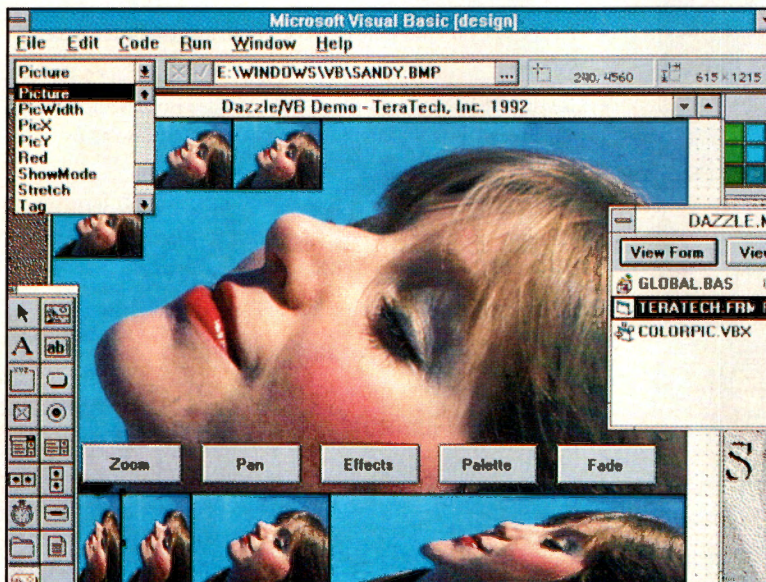 Microsoft Visual Basic [design]
File Edit Code Run Window Help
Picture E:\WINDOWS\VB\SANDY.BMP ... 240, 4560 615 × 1215
Picture
PicWidth
PicX
PicY
Red
ShowMode
Stretch
Tag
Dazzle/VB Demo - TeraTech, Inc. 1992
DAZZLE.M
View Form View
GLOBAL.BAS
TERATECH.FRM
COLORPIC.VBX
A ab
XYZ
Zoom Pan Effects Palette Fade